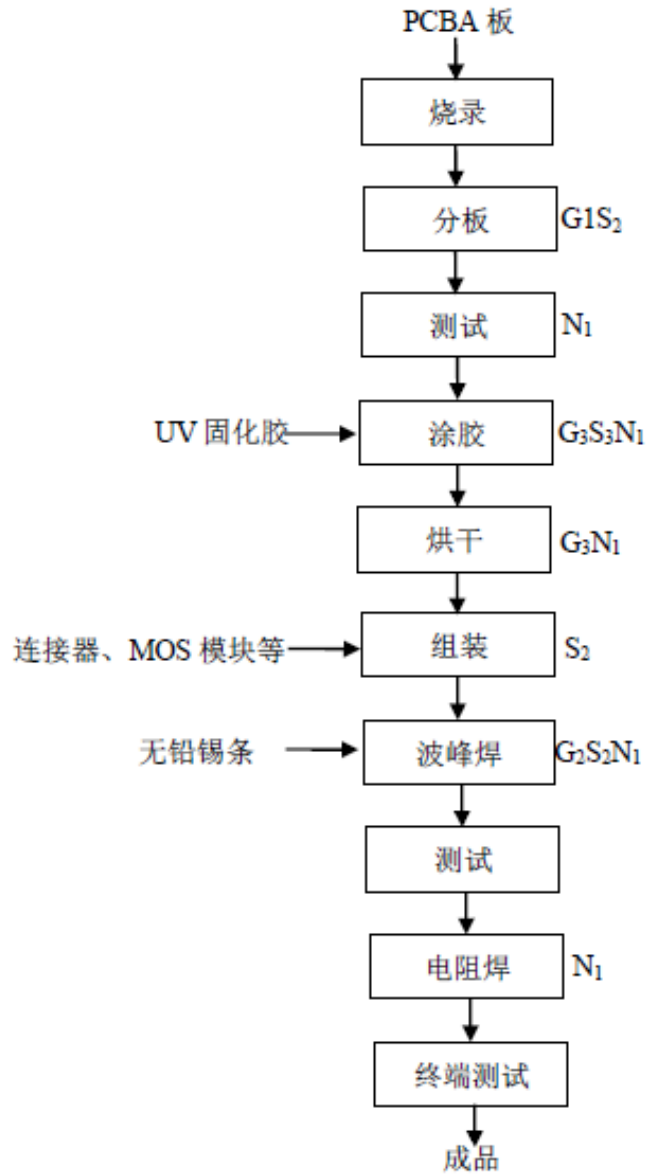 PCBA 板
烧录
分板 G1S₂
测试 N₁
UV 固化胶 涂胶 G₃S₃N₁
烘干 G₃N₁
连接器、MOS 模块等 组装 S₂
无铅锡条 波峰焊 G₂S₂N₁
测试
电阻焊 N₁
终端测试
成品